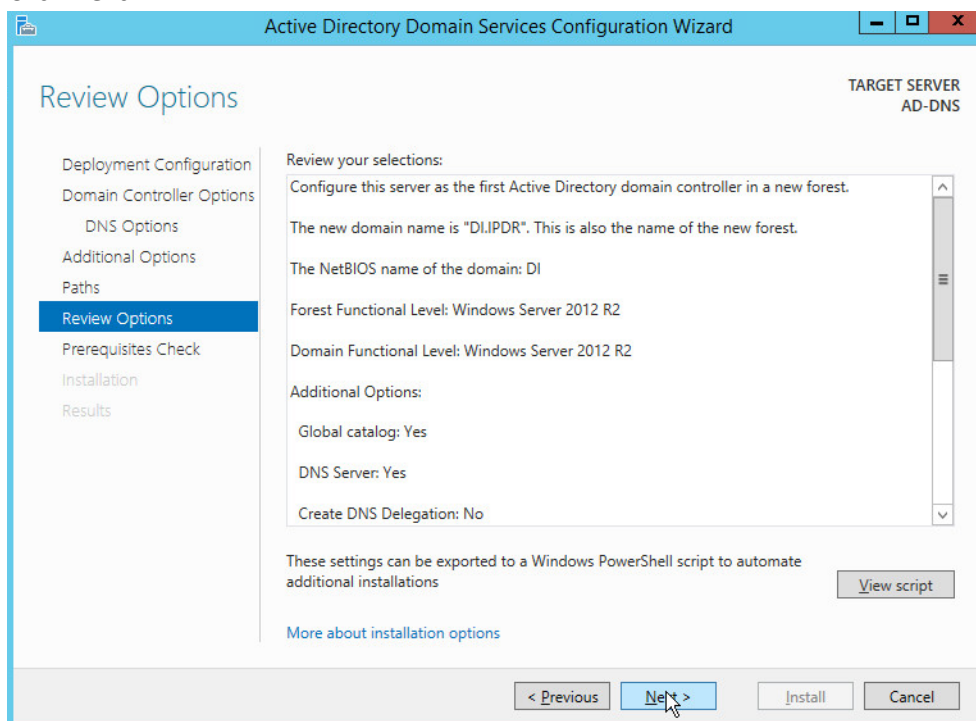 Active Directory Domain Services Configuration Wizard
Review Options
TARGET SERVER
AD-DNS
Deployment Configuration
Domain Controller Options
DNS Options
Additional Options
Paths
Review Options
Prerequisites Check
Installation
Results
Review your selections:
Configure this server as the first Active Directory domain controller in a new forest.
The new domain name is "DI.IPDR". This is also the name of the new forest.
The NetBIOS name of the domain: DI
Forest Functional Level: Windows Server 2012 R2
Domain Functional Level: Windows Server 2012 R2
Additional Options:
Global catalog: Yes
DNS Server: Yes
Create DNS Delegation: No
These settings can be exported to a Windows PowerShell script to automate
additional installations
View script
More about installation options
< Previous
Next >
Install
Cancel